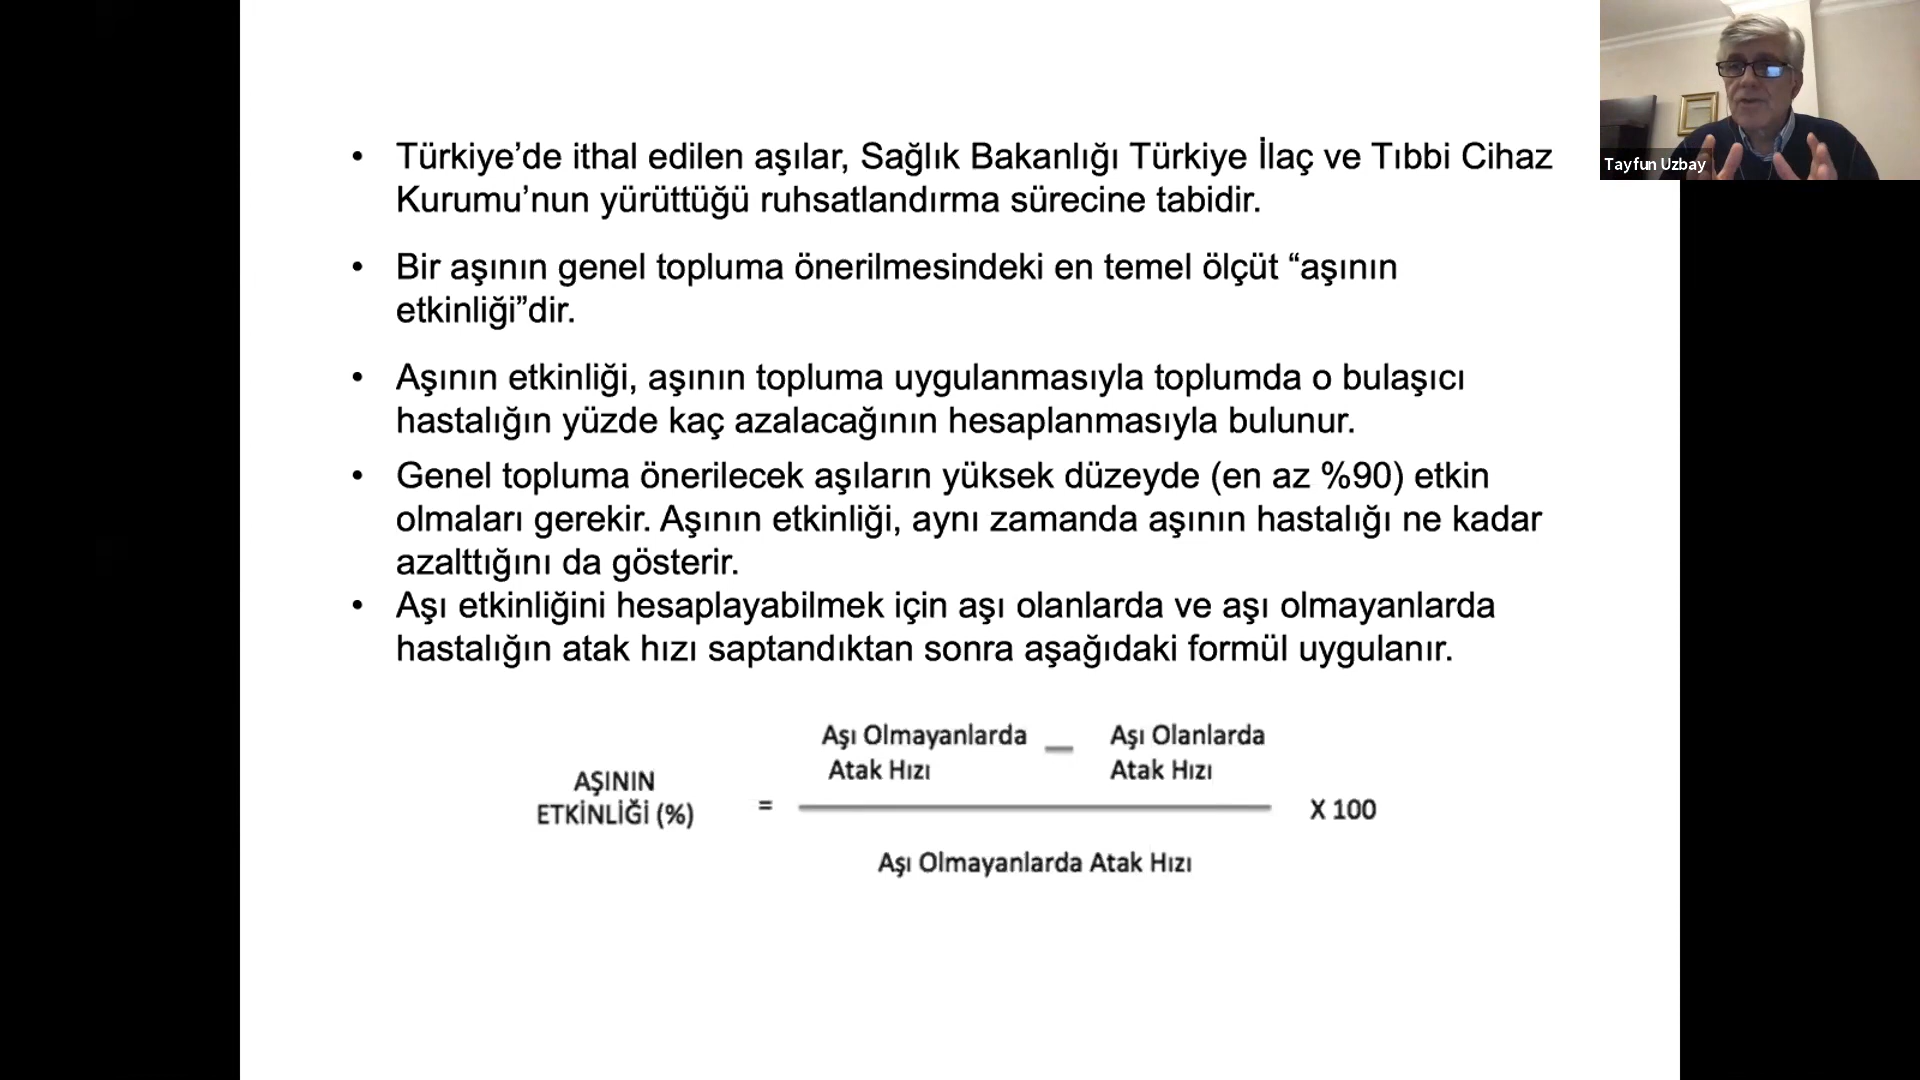 • Türkiye’de ithal edilen aşılar, Sağlık Bakanlığı Türkiye İlaç ve Tıbbi Cihaz
Kurumu’nun yürüttüğü ruhsatlandırma sürecine tabidir.
• Bir aşının genel topluma önerilmesindeki en temel ölçüt “aşının
etkinliği”dir.
• Aşının etkinliği, aşının topluma uygulanmasıyla toplumda o bulaşıcı
hastalığın yüzde kaç azalacağının hesaplanmasıyla bulunur.
• Genel topluma önerilecek aşıların yüksek düzeyde (en az %90) etkin
olmaları gerekir. Aşının etkinliği, aynı zamanda aşının hastalığı ne kadar
azalttığını da gösterir.
• Aşı etkinliğini hesaplayabilmek için aşı olanlarda ve aşı olmayanlarda
hastalığın atak hızı saptandıktan sonra aşağıdaki formül uygulanır.
Aşı Olmayanlarda — Aşı Olanlarda
Atak Hızı Atak Hızı
AŞININ
ETKİNLİĞİ (%) = X 100
Aşı Olmayanlarda Atak Hızı
Tayfun Uzbay